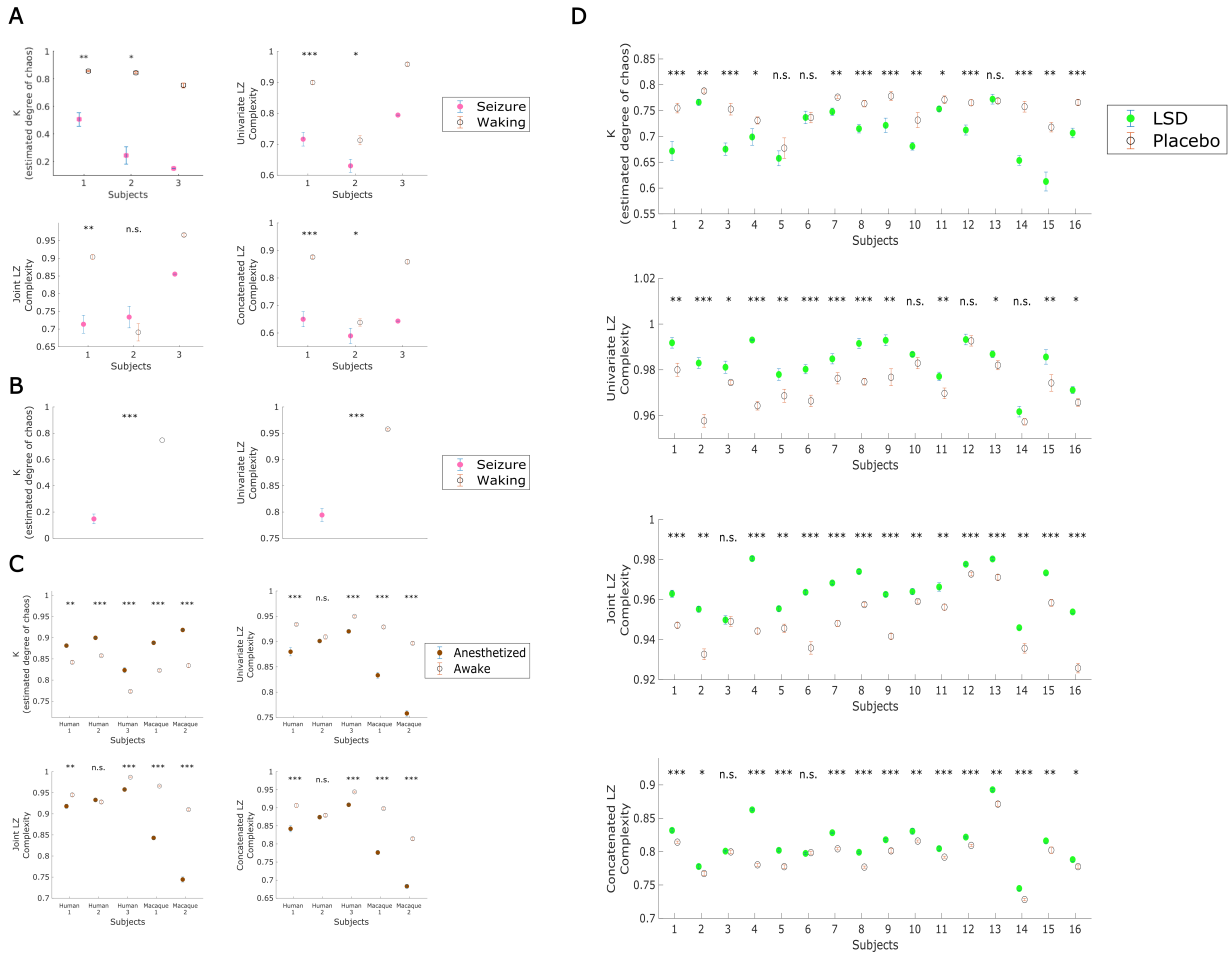 A
K
(estimated degree of chaos)
1
0.8
0.6
0.4
0.2
** *
1 2 3
Subjects
Univariate LZ
Complexity
1
0.9
0.8
0.7
0.6
*** *
1 2 3
Subjects
Seizure
Waking
Joint LZ
Complexity
0.95
0.9
0.85
0.8
0.75
0.7
0.65
** n.s.
1 2 3
Subjects
Concatenated LZ
Complexity
1
0.9
0.8
0.7
0.6
*** *
1 2 3
Subjects
B
K
(estimated degree of chaos)
1
0.8
0.6
0.4
0.2
0
***
Univariate LZ
Complexity
1
0.95
0.9
0.85
0.8
0.75
***
Seizure
Waking
C
K
(estimated degree of chaos)
1
0.95
0.9
0.85
0.8
0.75
** *** *** *** ***
Human Human Human Macaque Macaque
1 2 3 1 2
Subjects
Univariate LZ
Complexity
1
0.95
0.9
0.85
0.8
0.75
*** n.s. *** *** ***
Human Human Human Macaque Macaque
1 2 3 1 2
Subjects
Anesthetized
Awake
Joint LZ
Complexity
1
0.95
0.9
0.85
0.8
0.75
0.7
** n.s. *** *** ***
Human Human Human Macaque Macaque
1 2 3 1 2
Subjects
Concatenated LZ
Complexity
1
0.95
0.9
0.85
0.8
0.75
0.7
0.65
*** n.s. *** *** ***
Human Human Human Macaque Macaque
1 2 3 1 2
Subjects
D
K
(estimated degree of chaos)
0.85
0.8
0.75
0.7
0.65
0.6
0.55
*** ** *** * n.s. n.s. ** *** *** ** * *** n.s. *** ** ***
1 2 3 4 5 6 7 8 9 10 11 12 13 14 15 16
Subjects
LSD
Placebo
Univariate LZ
Complexity
1.02
1
0.98
0.96
** *** * *** ** *** *** *** ** n.s. ** n.s. * n.s. ** *
1 2 3 4 5 6 7 8 9 10 11 12 13 14 15 16
Subjects
Joint LZ
Complexity
1
0.98
0.96
0.94
0.92
*** ** n.s. *** ** *** *** *** *** ** ** *** *** ** *** ***
1 2 3 4 5 6 7 8 9 10 11 12 13 14 15 16
Subjects
Concatenated LZ
Complexity
0.9
0.8
0.7
*** * n.s. *** *** n.s. *** *** *** ** *** *** ** *** ** *
1 2 3 4 5 6 7 8 9 10 11 12 13 14 15 16
Subjects